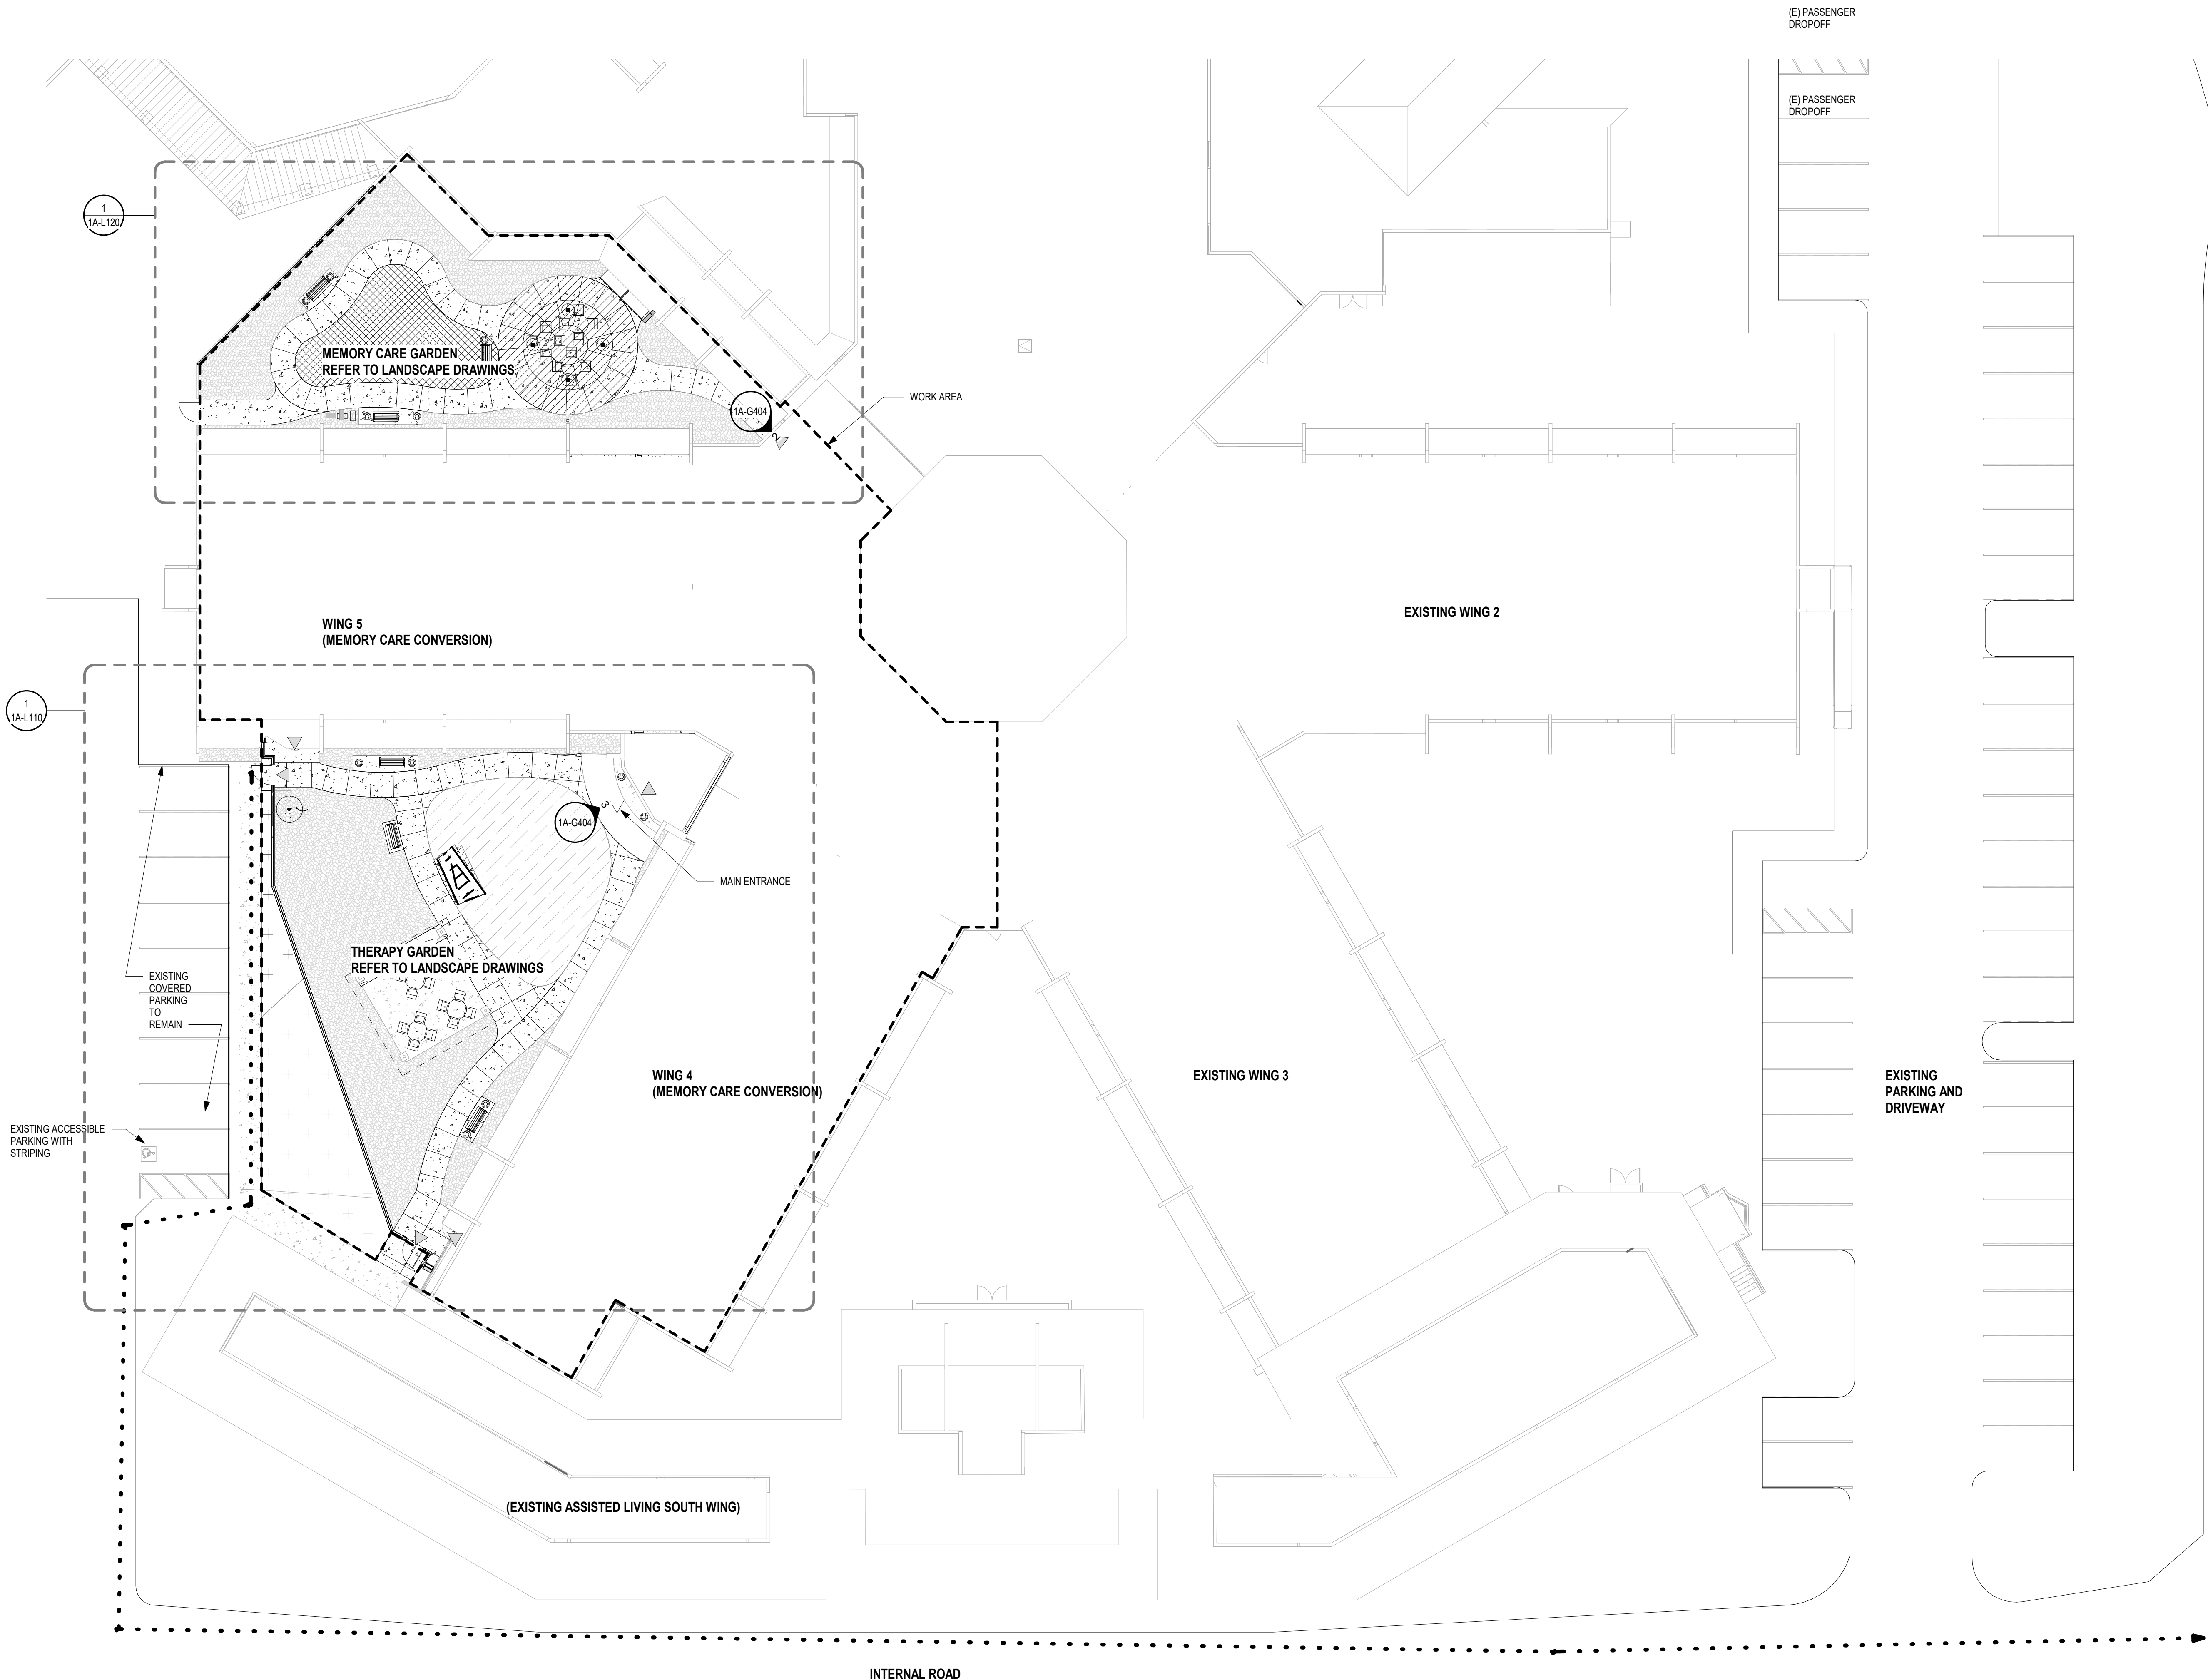 (E) PASSENGER
DROPOFF
(E) PASSENGER
DROPOFF
1
1A-L120
MEMORY CARE GARDEN
REFER TO LANDSCAPE DRAWINGS
1A-G404
2
WORK AREA
WING 5
(MEMORY CARE CONVERSION)
EXISTING WING 2
1
1A-L110
1A-G404
3
MAIN ENTRANCE
THERAPY GARDEN
REFER TO LANDSCAPE DRAWINGS
EXISTING
COVERED
PARKING
TO
REMAIN
WING 4
(MEMORY CARE CONVERSION)
EXISTING WING 3
EXISTING
PARKING AND
DRIVEWAY
EXISTING ACCESSIBLE
PARKING WITH
STRIPING
(EXISTING ASSISTED LIVING SOUTH WING)
INTERNAL ROAD